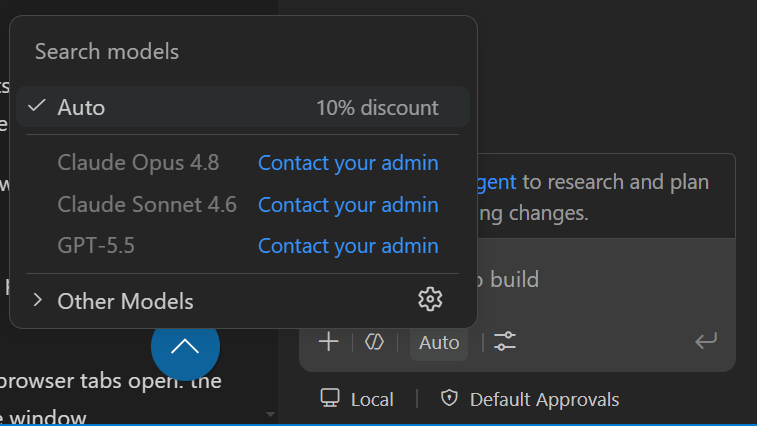 Search models
Auto 10% discount
Claude Opus 4.8 Contact your admin
Claude Sonnet 4.6 Contact your admin
GPT-5.5 Contact your admin
Other Models
gent to research and plan
ng changes.
build
Auto
Local Default Approvals
browser tabs open: the
window